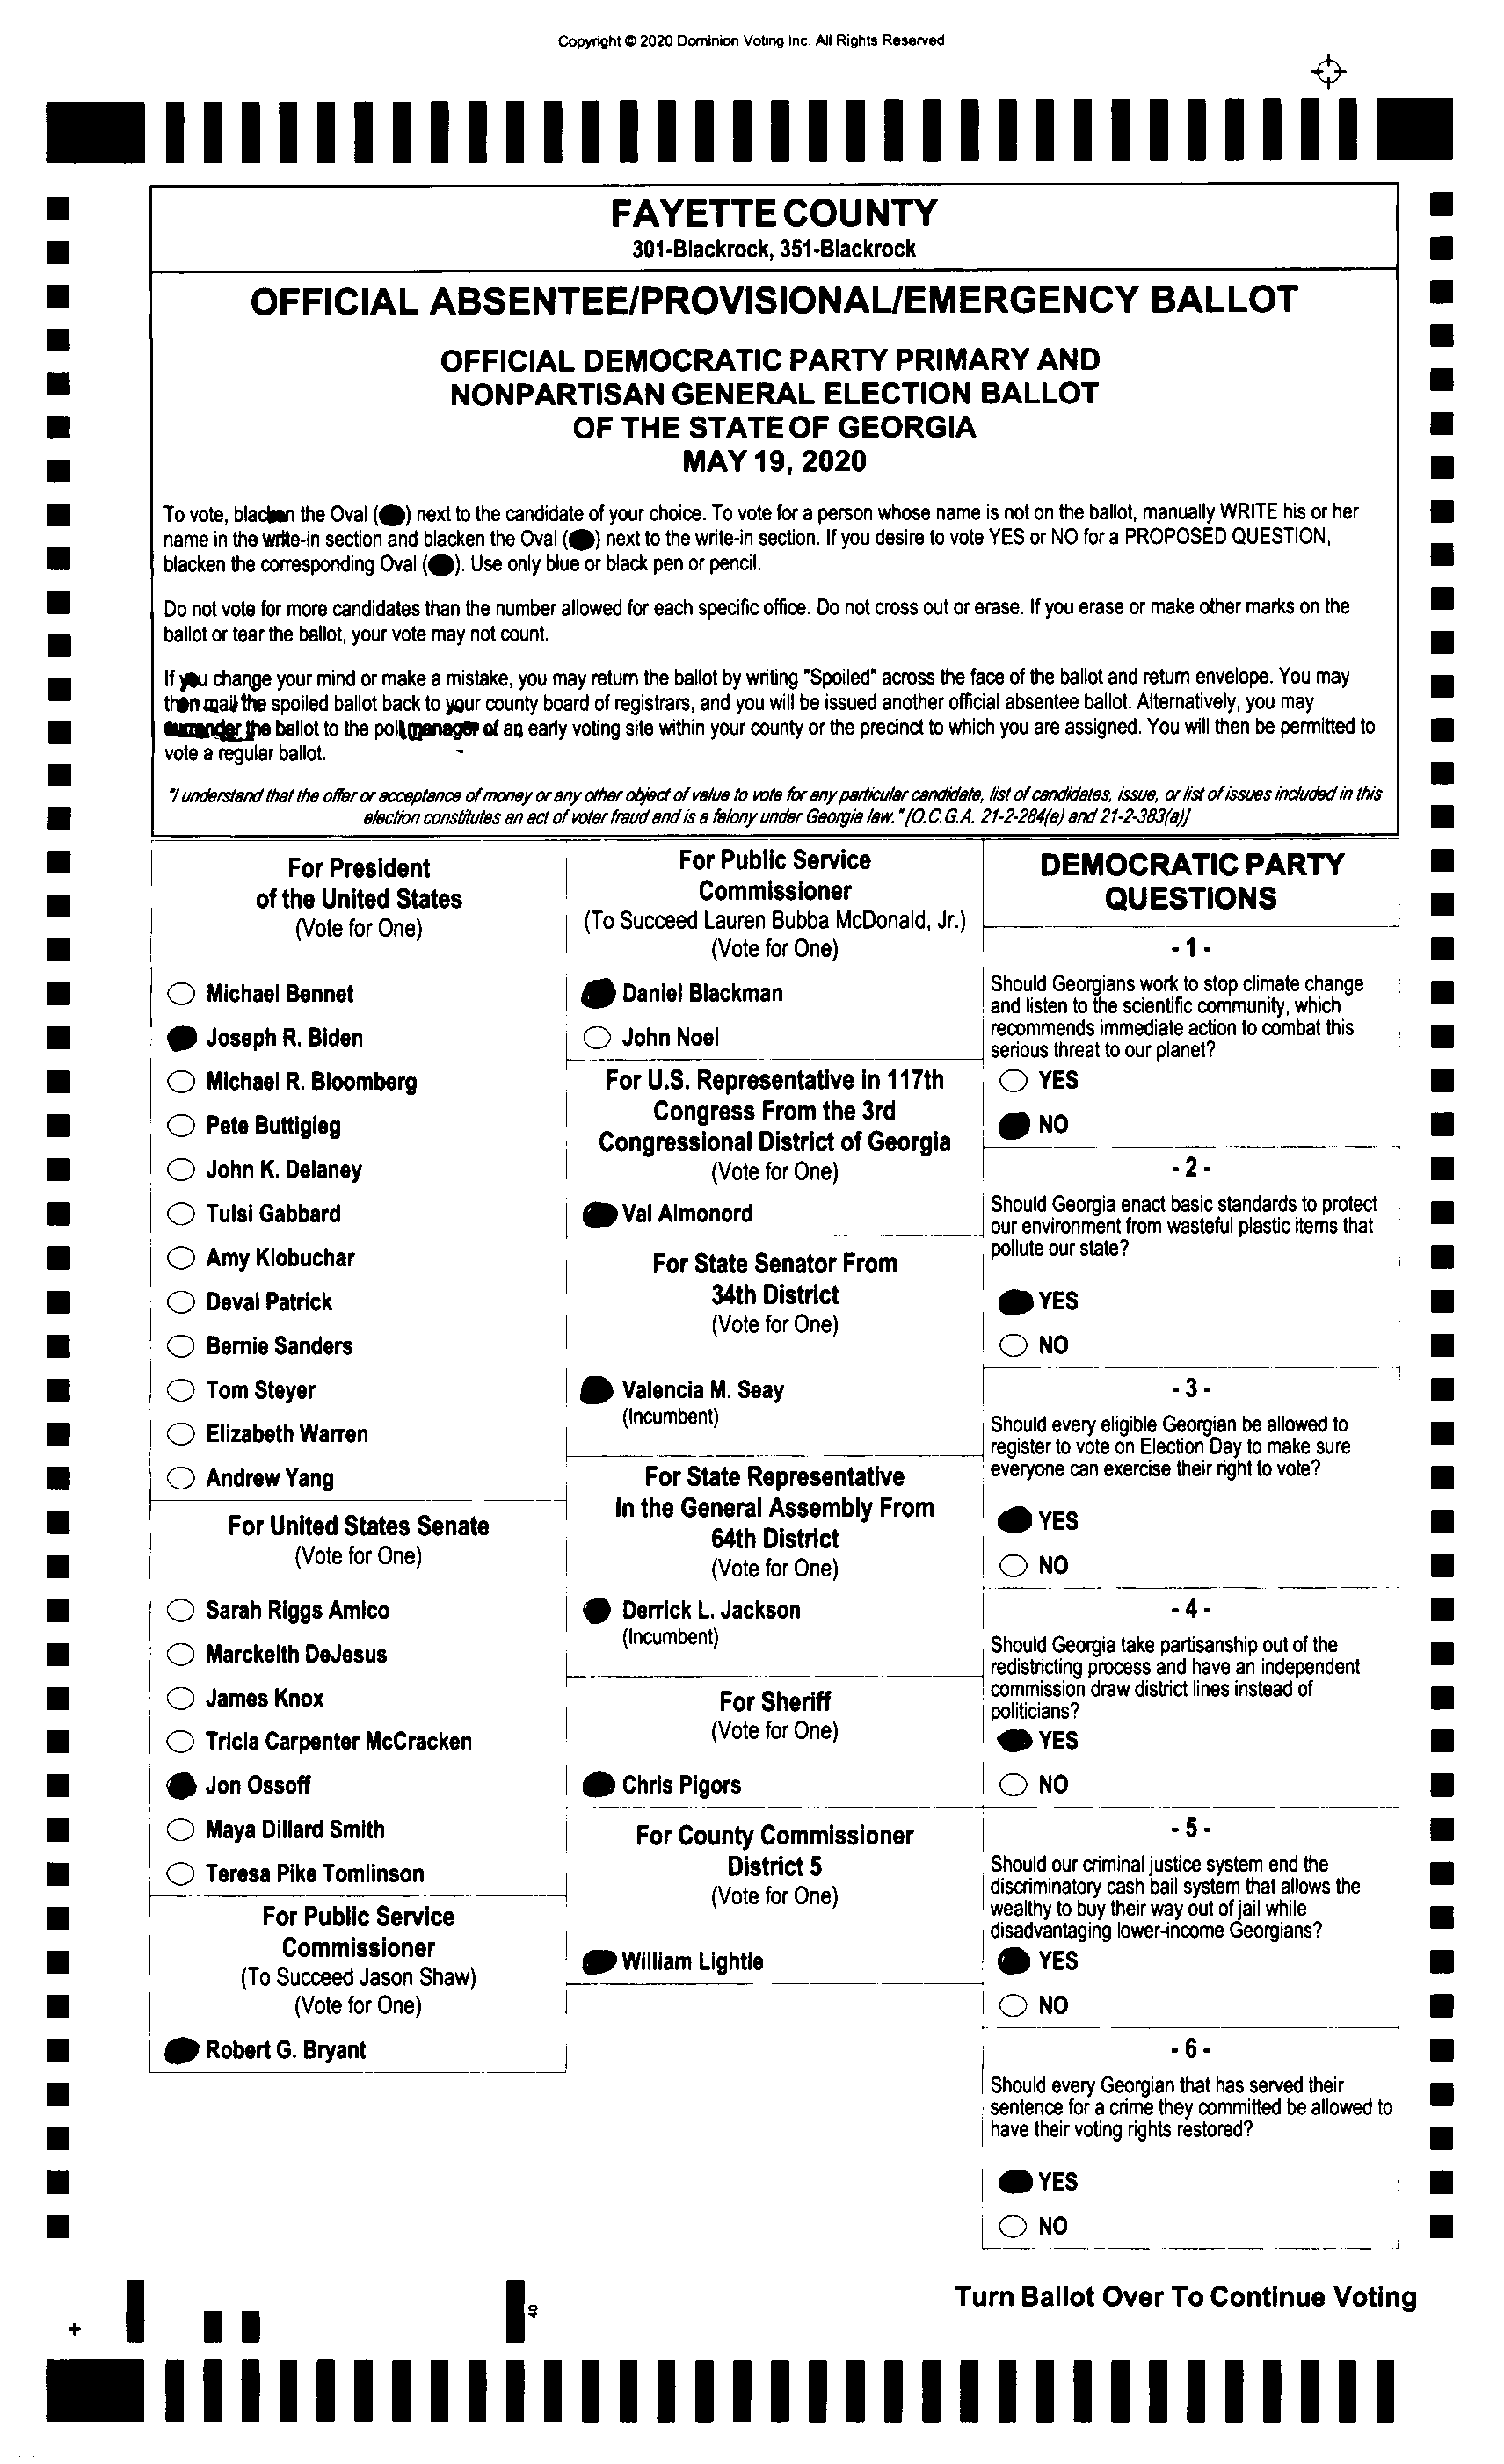 Copyright © 2020 Dominion Voting Inc. All Rights Reserved
FAYETTE COUNTY
301-Blackrock, 351-Blackrock
OFFICIAL ABSENTEE/PROVISIONAL/EMERGENCY BALLOT
OFFICIAL DEMOCRATIC PARTY PRIMARY AND
NONPARTISAN GENERAL ELECTION BALLOT
OF THE STATE OF GEORGIA
MAY 19, 2020
To vote, blacken the Oval (●) next to the candidate of your choice. To vote for a person whose name is not on the ballot, manually WRITE his or her
name in the write-in section and blacken the Oval (●) next to the write-in section. If you desire to vote YES or NO for a PROPOSED QUESTION,
blacken the corresponding Oval (●). Use only blue or black pen or pencil.
Do not vote for more candidates than the number allowed for each specific office. Do not cross out or erase. If you erase or make other marks on the
ballot or tear the ballot, your vote may not count.
If you change your mind or make a mistake, you may return the ballot by writing "Spoiled" across the face of the ballot and return envelope. You may
then mail the spoiled ballot back to your county board of registrars, and you will be issued another official absentee ballot. Alternatively, you may
surrender the ballot to the poll manager of an early voting site within your county or the precinct to which you are assigned. You will then be permitted to
vote a regular ballot.
"I understand that the offer or acceptance of money or any other object of value to vote for any particular candidate, list of candidates, issue, or list of issues included in this
election constitutes an act of voter fraud and is a felony under Georgia law." [O.C.G.A. 21-2-284(e) and 21-2-383(a)]
For President
of the United States
(Vote for One)
Michael Bennet
Joseph R. Biden
Michael R. Bloomberg
Pete Buttigieg
John K. Delaney
Tulsi Gabbard
Amy Klobuchar
Deval Patrick
Bernie Sanders
Tom Steyer
Elizabeth Warren
Andrew Yang
For United States Senate
(Vote for One)
Sarah Riggs Amico
Marckeith DeJesus
James Knox
Tricia Carpenter McCracken
Jon Ossoff
Maya Dillard Smith
Teresa Pike Tomlinson
For Public Service
Commissioner
(To Succeed Jason Shaw)
(Vote for One)
Robert G. Bryant
For Public Service
Commissioner
(To Succeed Lauren Bubba McDonald, Jr.)
(Vote for One)
Daniel Blackman
John Noel
For U.S. Representative in 117th
Congress From the 3rd
Congressional District of Georgia
(Vote for One)
Val Almonord
For State Senator From
34th District
(Vote for One)
Valencia M. Seay
(Incumbent)
For State Representative
In the General Assembly From
64th District
(Vote for One)
Derrick L. Jackson
(Incumbent)
For Sheriff
(Vote for One)
Chris Pigors
For County Commissioner
District 5
(Vote for One)
William Lightle
DEMOCRATIC PARTY
QUESTIONS
- 1 -
Should Georgians work to stop climate change
and listen to the scientific community, which
recommends immediate action to combat this
serious threat to our planet?
YES
NO
- 2 -
Should Georgia enact basic standards to protect
our environment from wasteful plastic items that
pollute our state?
YES
NO
- 3 -
Should every eligible Georgian be allowed to
register to vote on Election Day to make sure
everyone can exercise their right to vote?
YES
NO
- 4 -
Should Georgia take partisanship out of the
redistricting process and have an independent
commission draw district lines instead of
politicians?
YES
NO
- 5 -
Should our criminal justice system end the
discriminatory cash bail system that allows the
wealthy to buy their way out of jail while
disadvantaging lower-income Georgians?
YES
NO
- 6 -
Should every Georgian that has served their
sentence for a crime they committed be allowed to
have their voting rights restored?
YES
NO
Turn Ballot Over To Continue Voting